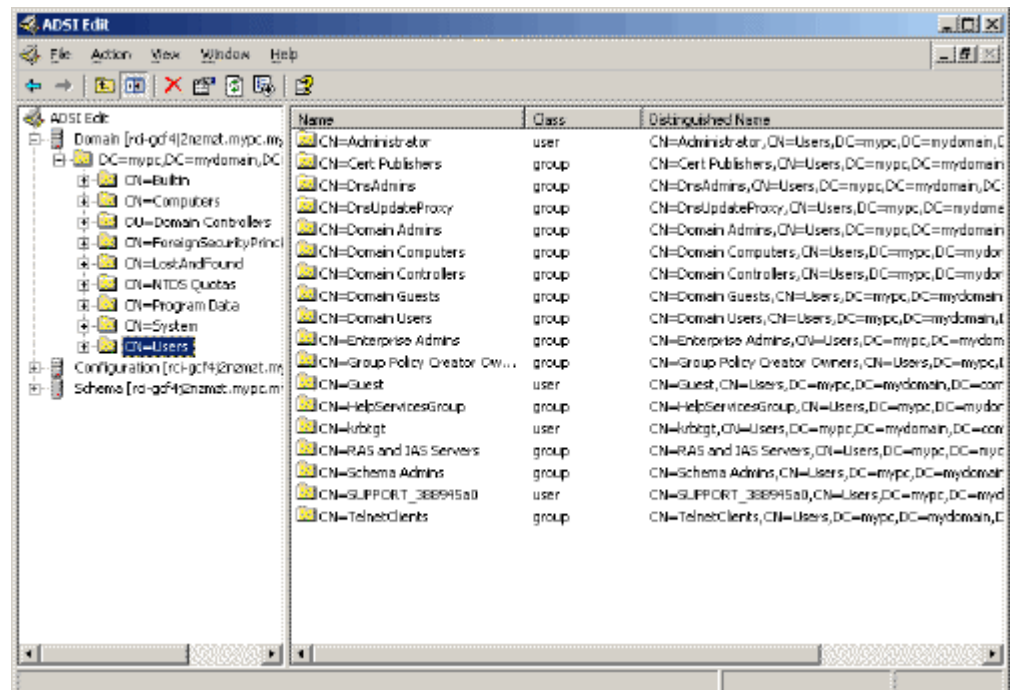 ADSI Edit
File Action View Window Help
ADSI Edit
Domain [rci-gcf4j2nzmzt.mypc.my
DC=mypc,DC=mydomain,DC
CN=Builtin
CN=Computers
OU=Domain Controllers
CN=ForeignSecurityPrinci
CN=LostAndFound
CN=NTDS Quotas
CN=Program Data
CN=System
CN=Users
Configuration [rci-gcf4j2nzmzt.my
Schema [rci-gcf4j2nzmzt.mypc.my
Name Class Distinguished Name
CN=Administrator user CN=Administrator,CN=Users,DC=mypc,DC=mydomain,D
CN=Cert Publishers group CN=Cert Publishers,CN=Users,DC=mypc,DC=mydomain
CN=DnsAdmins group CN=DnsAdmins,CN=Users,DC=mypc,DC=mydomain,DC
CN=DnsUpdateProxy group CN=DnsUpdateProxy,CN=Users,DC=mypc,DC=mydoma
CN=Domain Admins group CN=Domain Admins,CN=Users,DC=mypc,DC=mydomain
CN=Domain Computers group CN=Domain Computers,CN=Users,DC=mypc,DC=mydor
CN=Domain Controllers group CN=Domain Controllers,CN=Users,DC=mypc,DC=mydor
CN=Domain Guests group CN=Domain Guests,CN=Users,DC=mypc,DC=mydomain
CN=Domain Users group CN=Domain Users,CN=Users,DC=mypc,DC=mydomain,D
CN=Enterprise Admins group CN=Enterprise Admins,CN=Users,DC=mypc,DC=mydom
CN=Group Policy Creator Ow... group CN=Group Policy Creator Owners,CN=Users,DC=mypc,D
CN=Guest user CN=Guest,CN=Users,DC=mypc,DC=mydomain,DC=com
CN=HelpServicesGroup group CN=HelpServicesGroup,CN=Users,DC=mypc,DC=mydor
CN=krbtgt user CN=krbtgt,CN=Users,DC=mypc,DC=mydomain,DC=com
CN=RAS and IAS Servers group CN=RAS and IAS Servers,CN=Users,DC=mypc,DC=myc
CN=Schema Admins group CN=Schema Admins,CN=Users,DC=mypc,DC=mydomain
CN=SUPPORT_388945a0 user CN=SUPPORT_388945a0,CN=Users,DC=mypc,DC=myd
CN=TelnetClients group CN=TelnetClients,CN=Users,DC=mypc,DC=mydomain,D